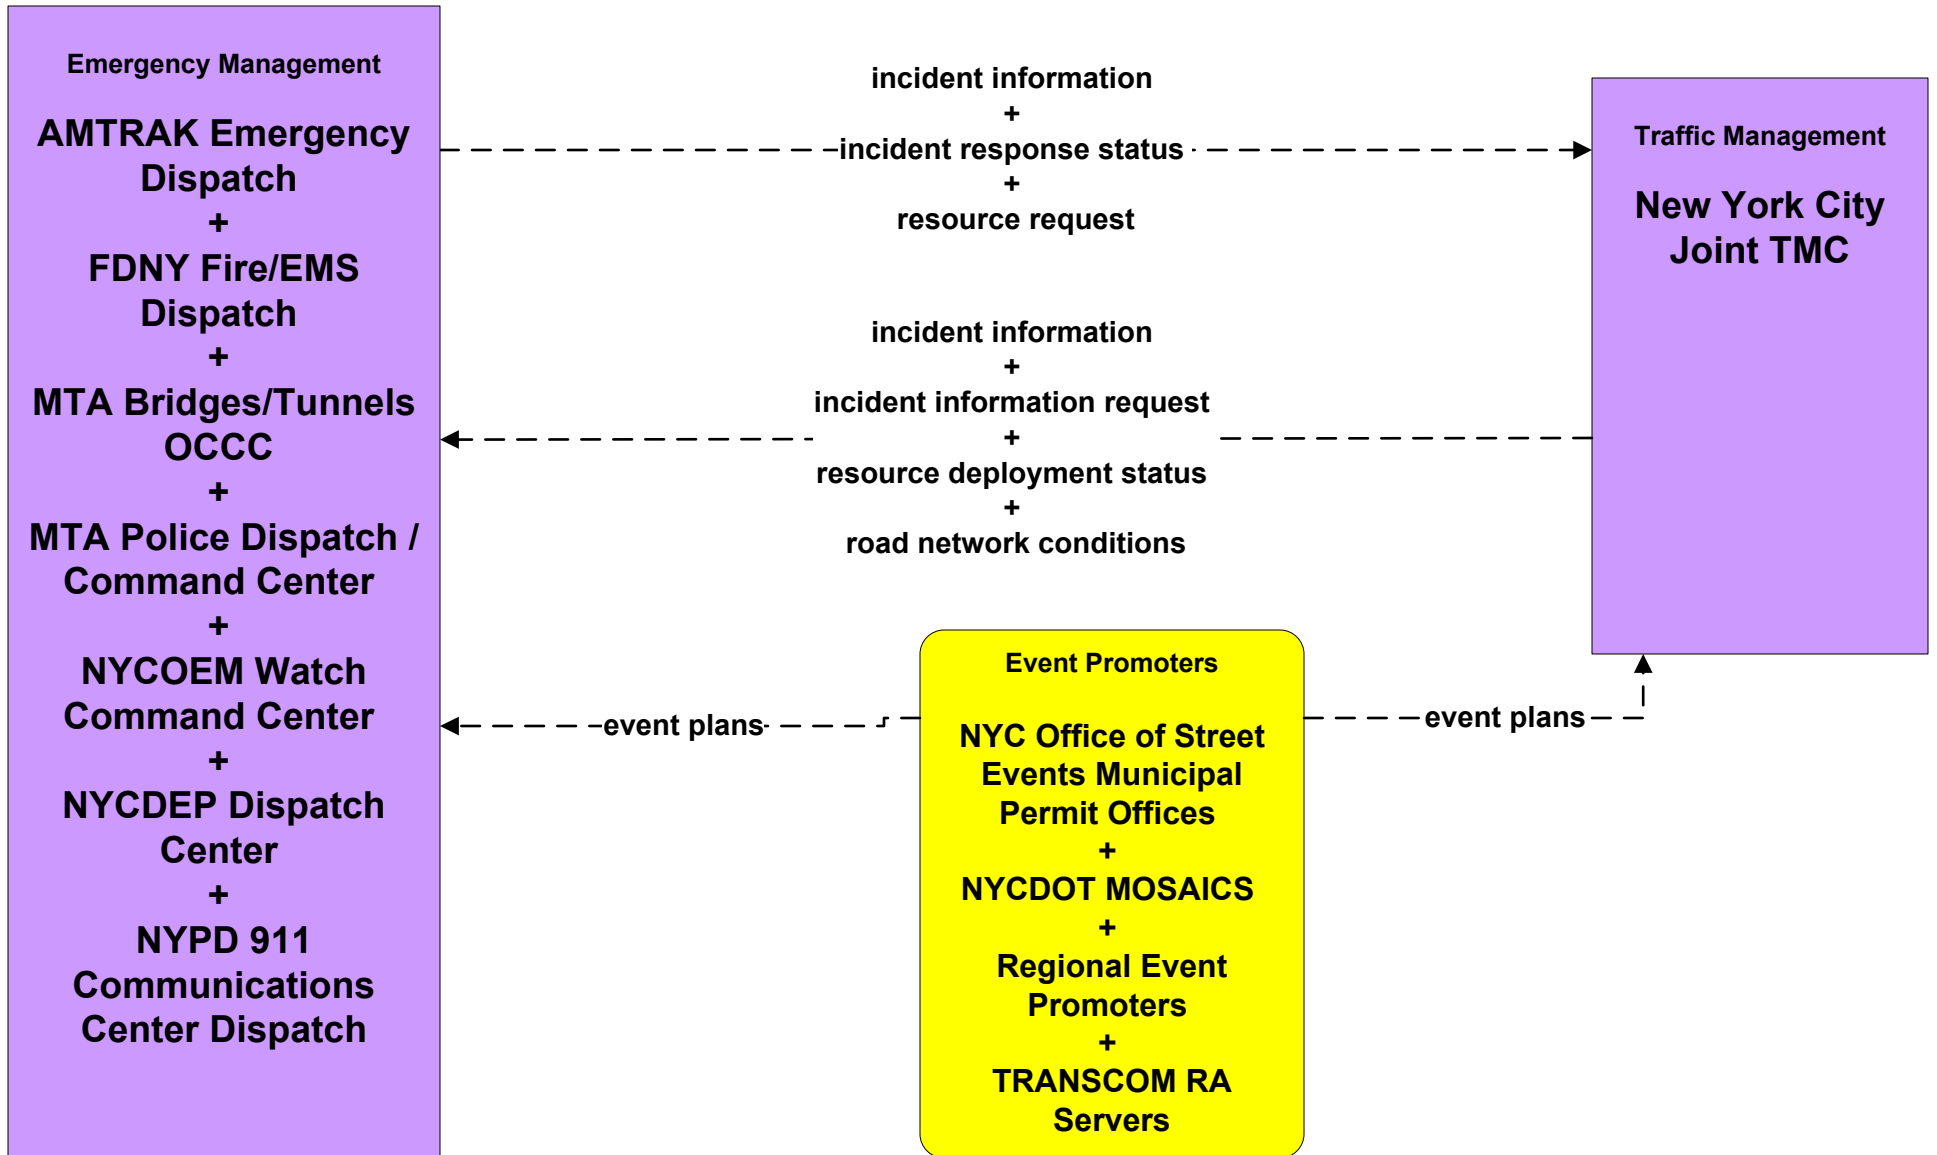 Emergency Management
AMTRAK Emergency
Dispatch
+
FDNY Fire/EMS
Dispatch
+
MTA Bridges/Tunnels
OCCC
+
MTA Police Dispatch /
Command Center
+
NYCOEM Watch
Command Center
+
NYCDEP Dispatch
Center
+
NYPD 911
Communications
Center Dispatch
incident information
+
incident response status
+
resource request
incident information
+
incident information request
+
resource deployment status
+
road network conditions
event plans
Event Promoters
NYC Office of Street
Events Municipal
Permit Offices
+
NYCDOT MOSAICS
+
Regional Event
Promoters
+
TRANSCOM RA
Servers
event plans
Traffic Management
New York City
Joint TMC